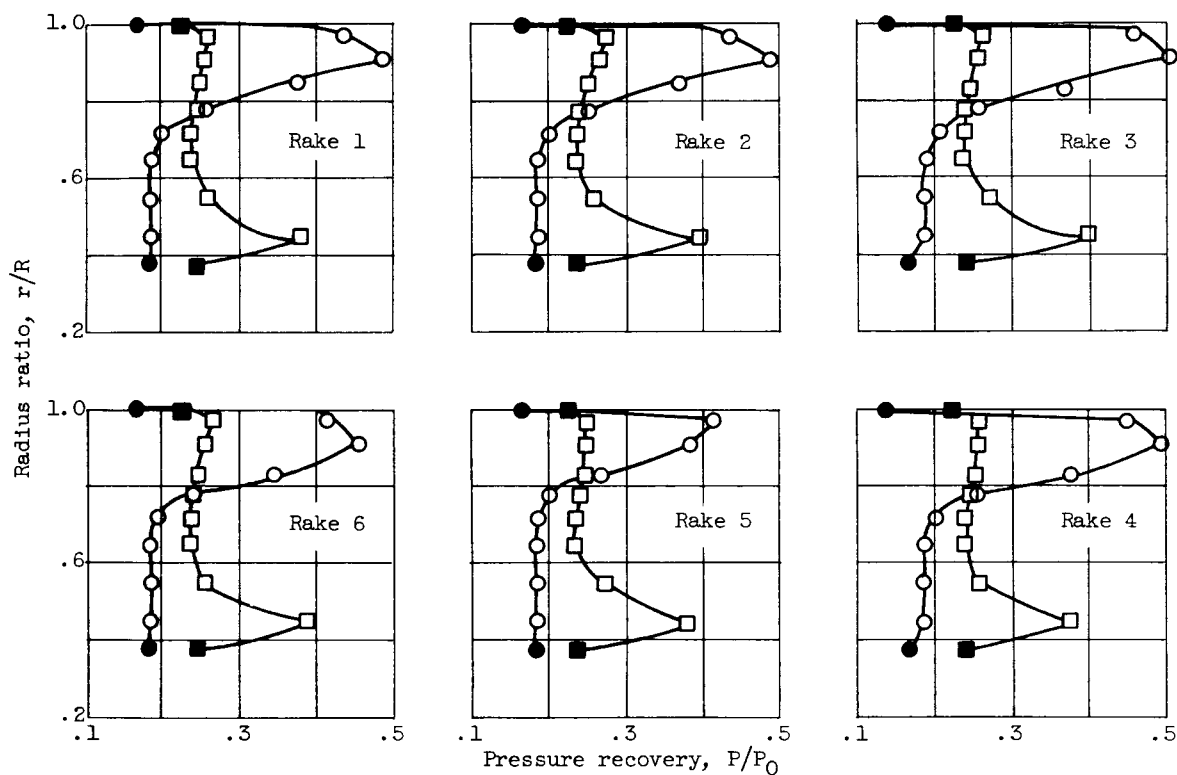 1.0
.6
.2
Rake 1
Rake 2
Rake 3
Radius ratio, r/R
1.0
.6
.2
Rake 6
Rake 5
Rake 4
.1 .3 .5 .1 .3 .5 .1 .3 .5
Pressure recovery, P/P0